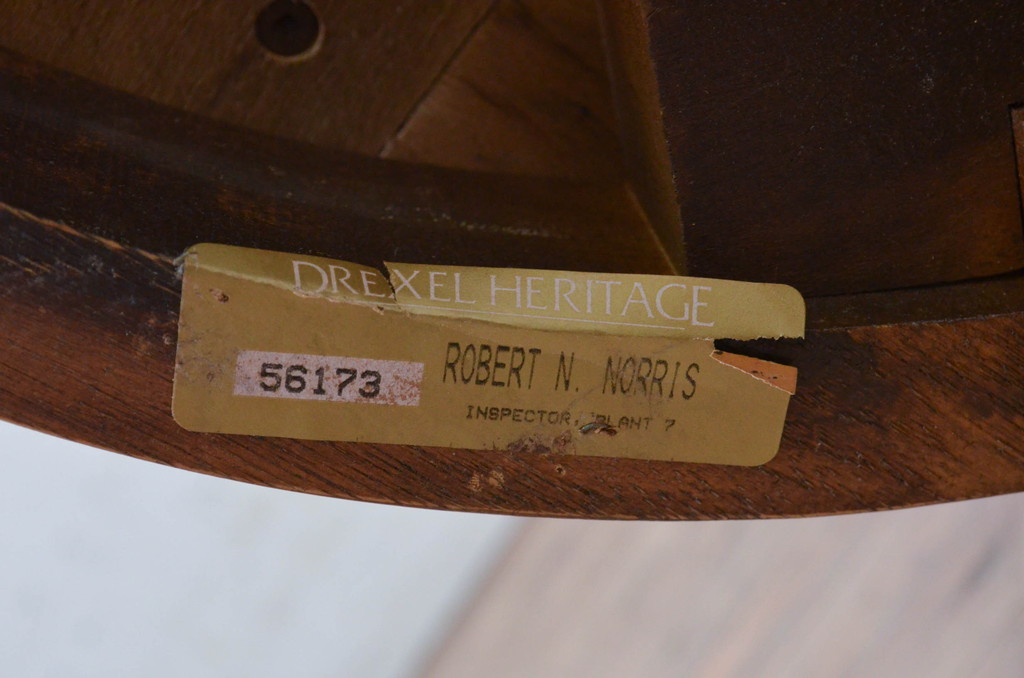 DREXEL HERITAGE
56173
ROBERT N. NORRIS
INSPECTOR, PLANT 7